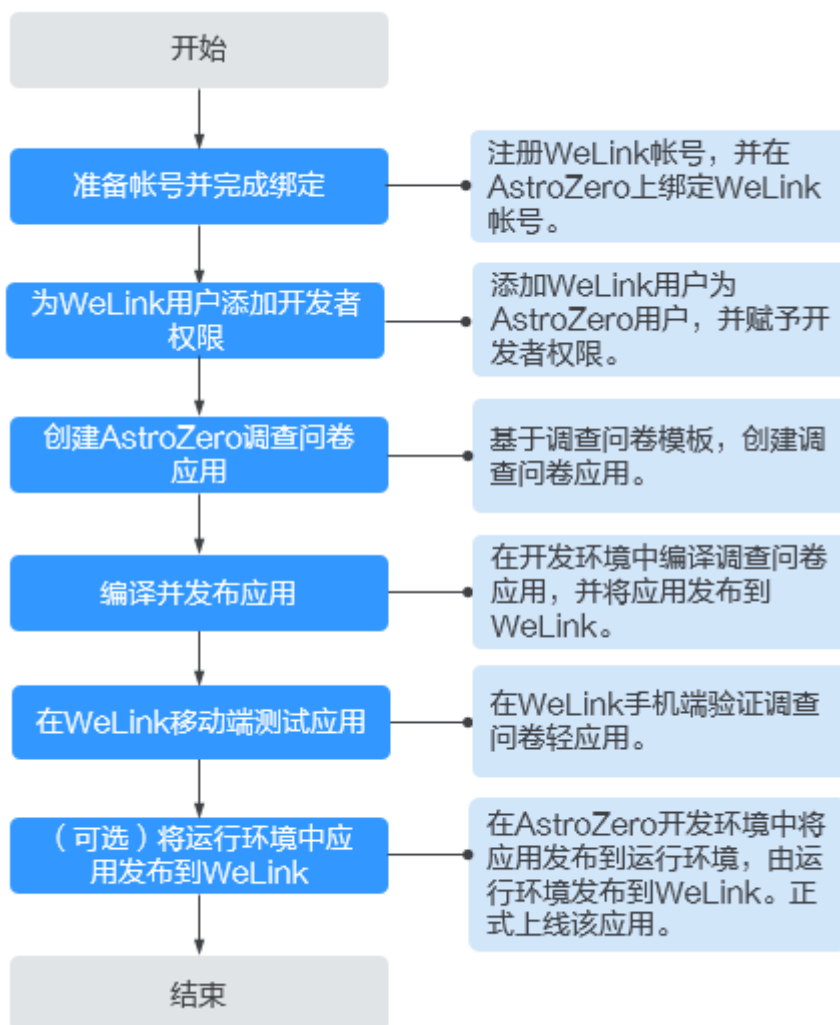 开始
准备帐号并完成绑定
注册WeLink帐号，并在
AstroZero上绑定WeLink
帐号。
为WeLink用户添加开发者
权限
添加WeLink用户为
AstroZero用户，并赋予开
发者权限。
创建AstroZero调查问卷
应用
基于调查问卷模板，创建调
查问卷应用。
编译并发布应用
在开发环境中编译调查问卷
应用，并将应用发布到
WeLink。
在WeLink移动端测试应用
在WeLink手机端验证调查
问卷轻应用。
（可选）将运行环境中应
用发布到WeLink
在AstroZero开发环境中将
应用发布到运行环境，由运
行环境发布到WeLink。正
式上线该应用。
结束